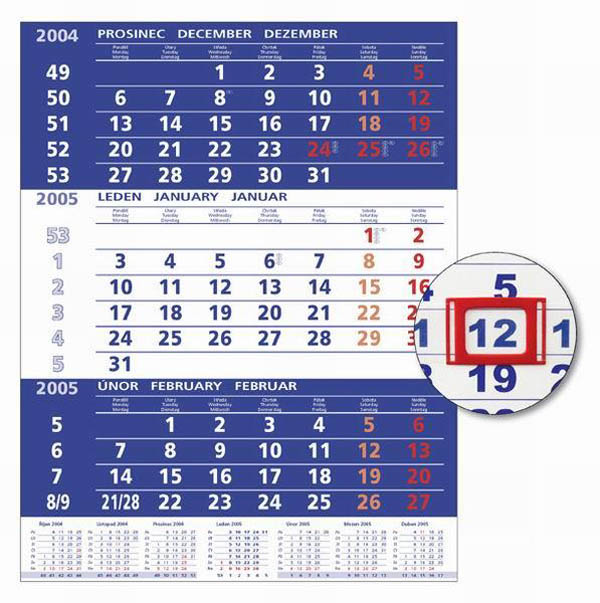 2004 PROSINEC DECEMBER DEZEMBER
Pondělí Úterý Středa Čtvrtek Pátek Sobota Neděle
Monday Tuesday Wednesday Thursday Friday Saturday Sunday
Montag Dienstag Mittwoch Donnerstag Freitag Samstag Sonntag
49 1 2 3 4 5
50 6 7 8 9 10 11 12
51 13 14 15 16 17 18 19
52 20 21 22 23 24 25 26
53 27 28 29 30 31
2005 LEDEN JANUARY JANUAR
Pondělí Úterý Středa Čtvrtek Pátek Sobota Neděle
Monday Tuesday Wednesday Thursday Friday Saturday Sunday
Montag Dienstag Mittwoch Donnerstag Freitag Samstag Sonntag
53 1 2
1 3 4 5 6 7 8 9
2 10 11 12 13 14 15 16
3 17 18 19 20 21 22
4 24 25 26 27 28 29
5 31
5
12
19
2005 ÚNOR FEBRUARY FEBRUAR
Pondělí Úterý Středa Čtvrtek Pátek Sobota Neděle
Monday Tuesday Wednesday Thursday Friday Saturday Sunday
Montag Dienstag Mittwoch Donnerstag Freitag Samstag Sonntag
5 1 2 3 4 5 6
6 7 8 9 10 11 12 13
7 14 15 16 17 18 19 20
8/9 21/28 22 23 24 25 26 27
Říjen 2004 Listopad 2004 Prosinec 2004 Leden 2005 Únor 2005 Březen 2005 Duben 2005